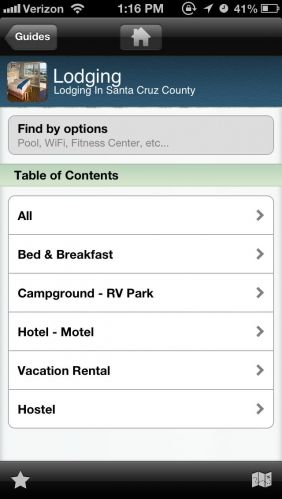 Verizon 1:16 PM 41%
Guides
Lodging
Lodging In Santa Cruz County
Find by options
Pool, WiFi, Fitness Center, etc...
Table of Contents
All
Bed & Breakfast
Campground - RV Park
Hotel - Motel
Vacation Rental
Hostel